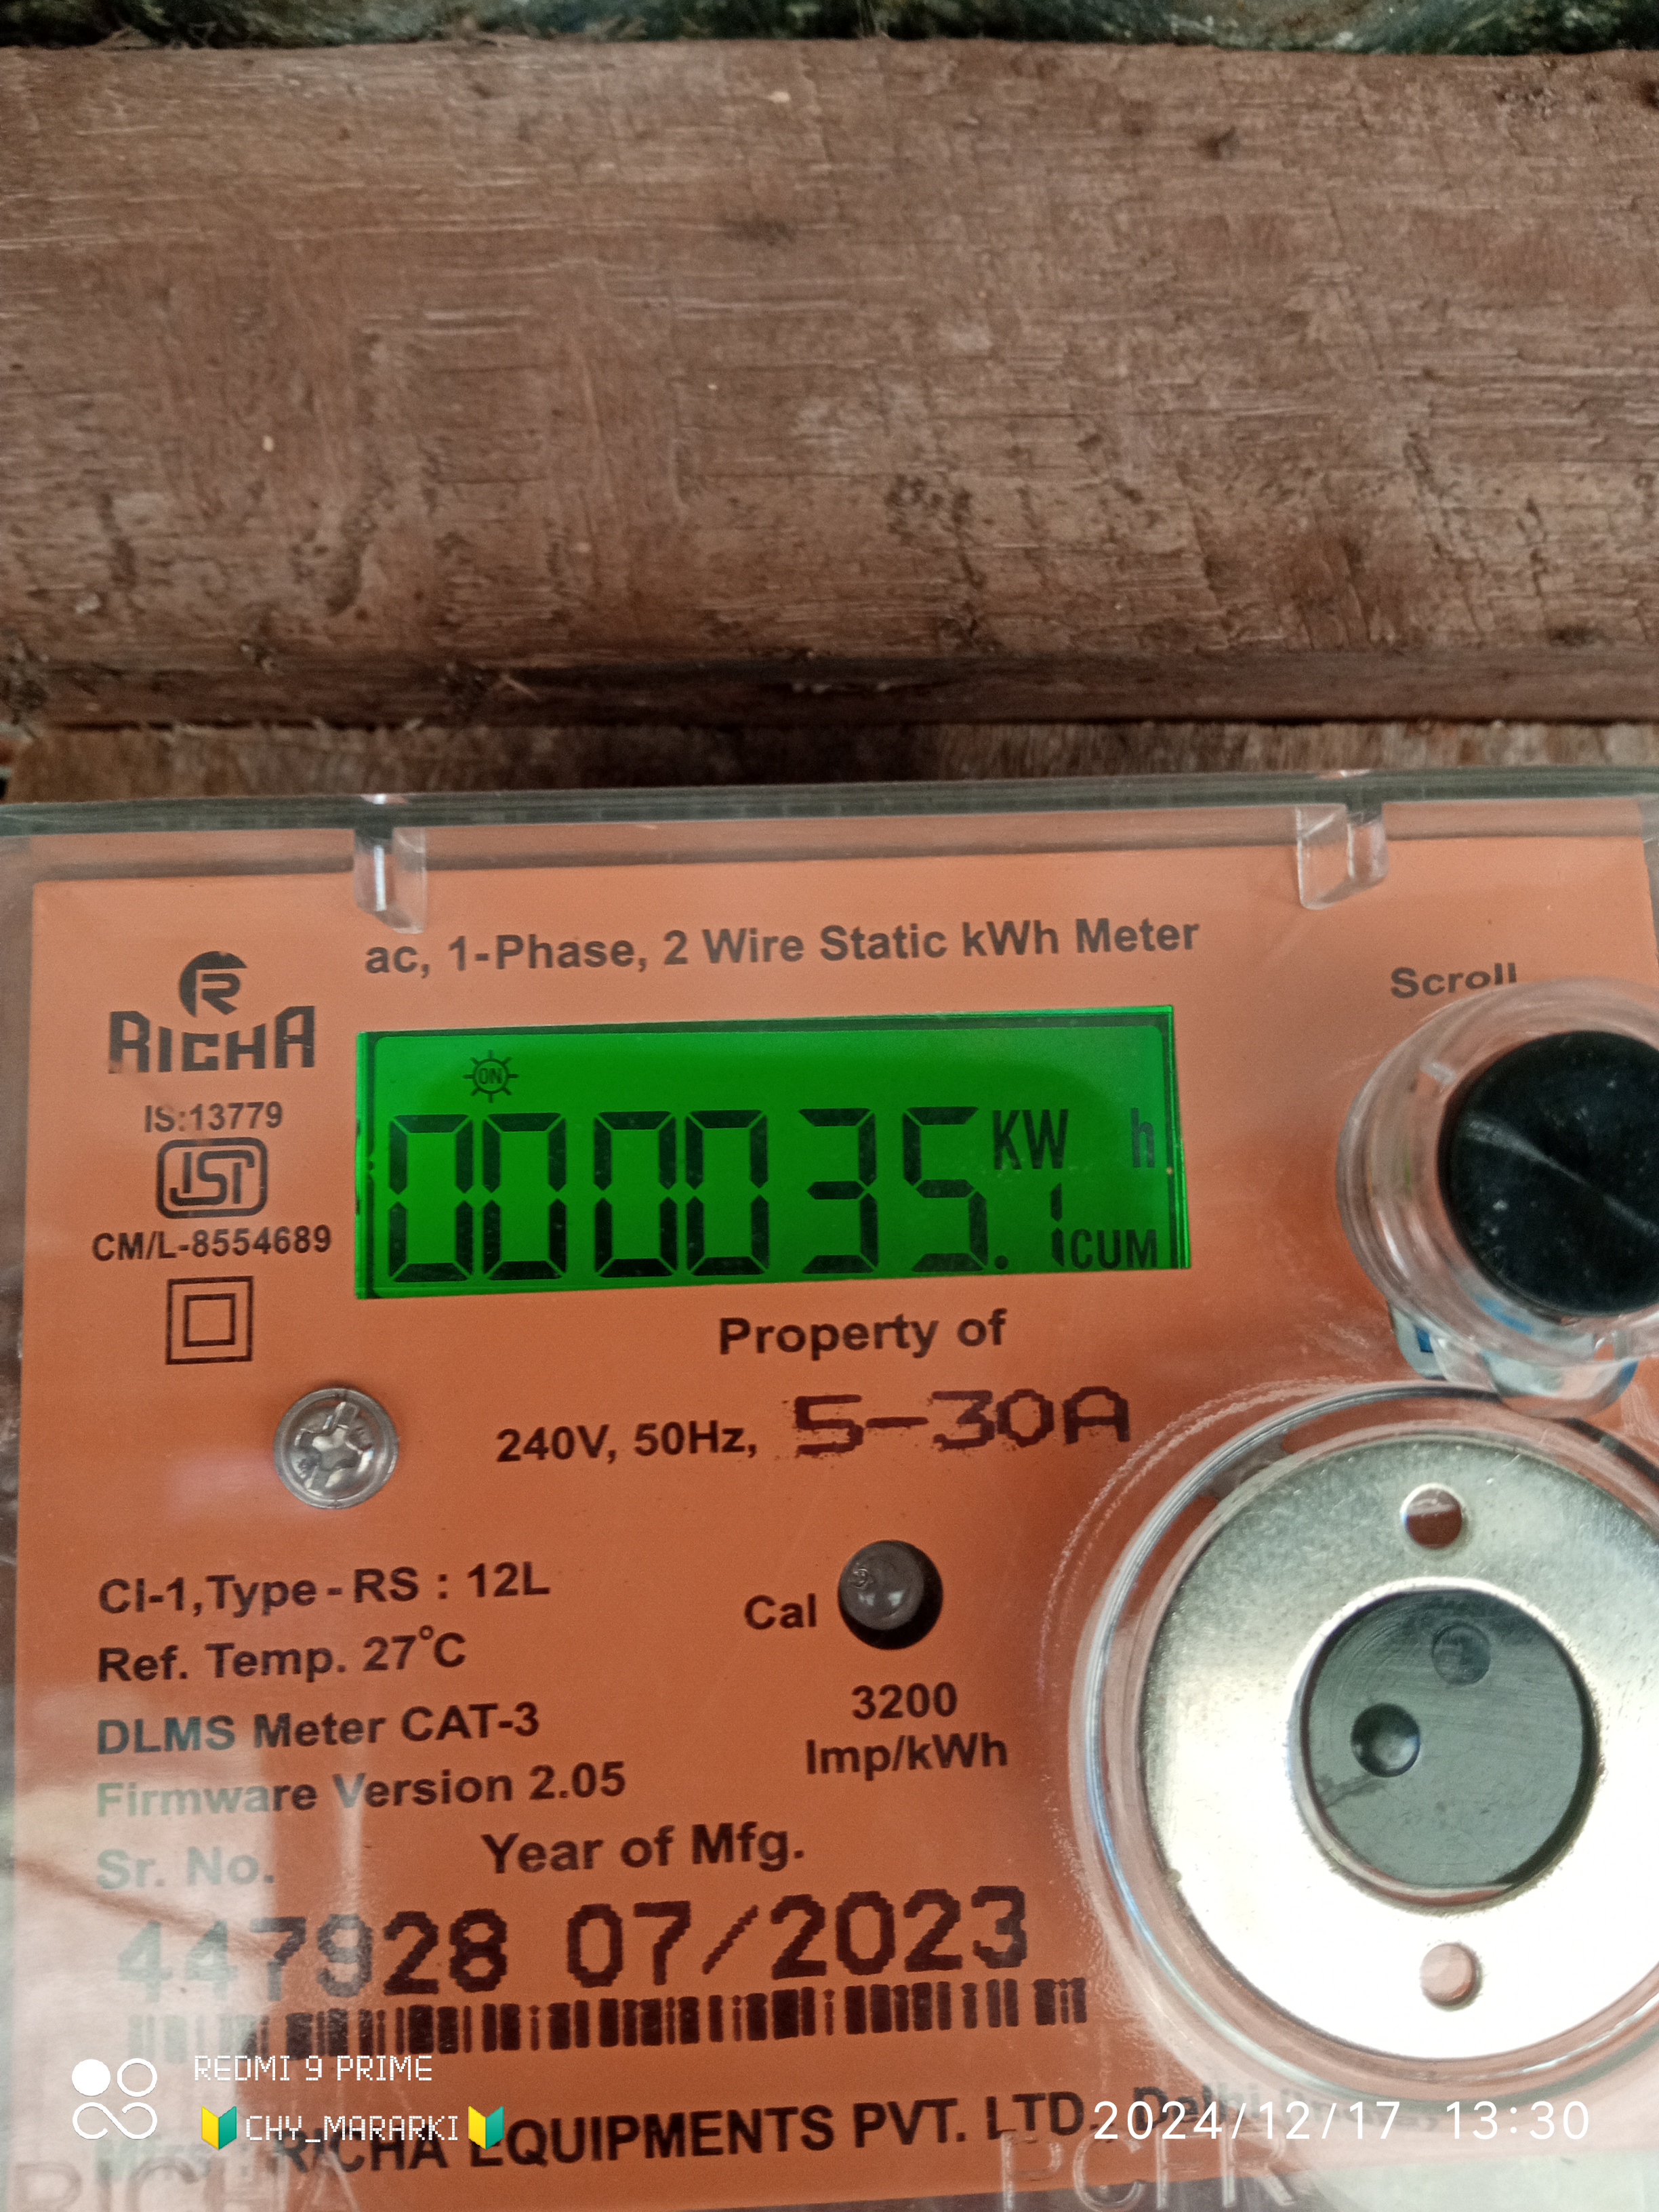 ac, 1-Phase, 2 Wire Static kWh Meter
Scroll
R
RICHA
IS:13779
ISI
CM/L-8554689
ON
000035.1 KW h
CUM
Property of
240V, 50Hz, 5-30A
Cl-1,Type-RS : 12L
Ref. Temp. 27°C
DLMS Meter CAT-3
Firmware Version 2.05
Cal
3200
Imp/kWh
Sr. No. Year of Mfg.
447928 07/2023
RICHA EQUIPMENTS PVT. LTD.,
REDMI 9 PRIME
CHY_MARARKI
2024/12/17 13:30
RICHA